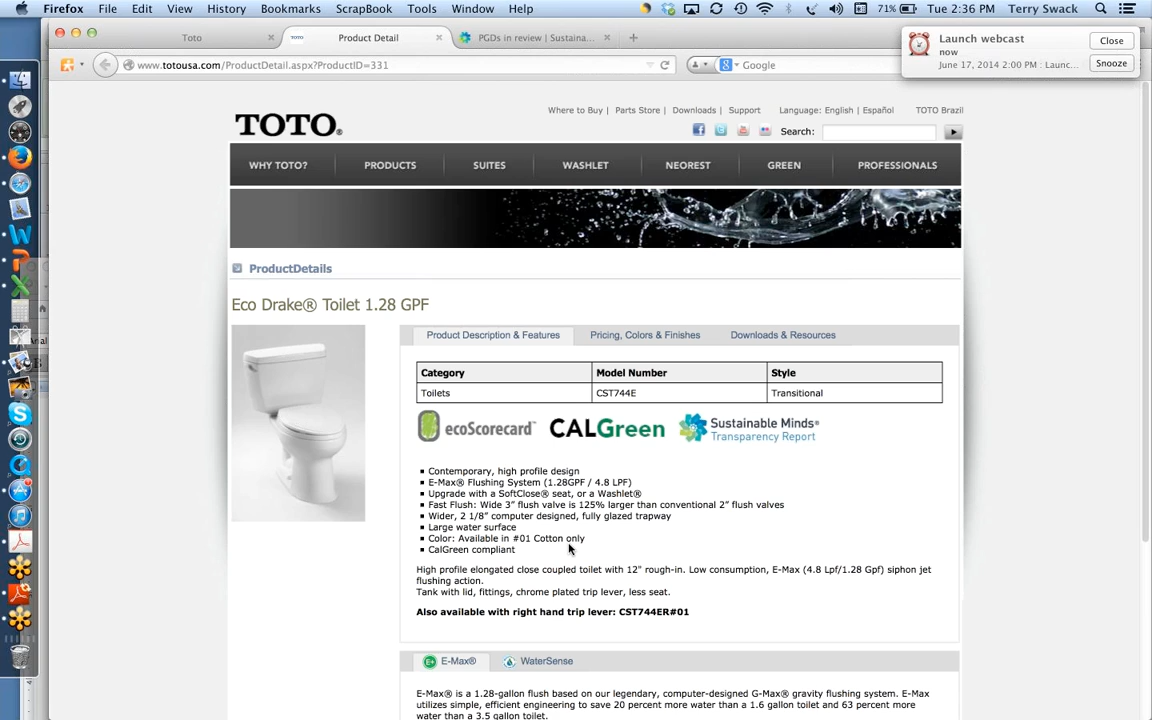 Firefox File Edit View History Bookmarks ScrapBook Tools Window Help 71% Tue 2:36 PM Terry Swack
Toto Product Detail PGDs in review | Sustaina...
Launch webcast
now
June 17, 2014 2:00 PM : Launc...
Close
Snooze
www.totousa.com/ProductDetail.aspx?ProductID=331 Google
Where to Buy | Parts Store | Downloads | Support Language: English | Español TOTO Brazil
TOTO®
Search:
WHY TOTO? PRODUCTS SUITES WASHLET NEOREST GREEN PROFESSIONALS
ProductDetails
Eco Drake® Toilet 1.28 GPF
Product Description & Features Pricing, Colors & Finishes Downloads & Resources
Category Model Number Style
Toilets CST744E Transitional
ecoScorecard™ CALGreen Sustainable Minds®
Transparency Report
Contemporary, high profile design
E-Max® Flushing System (1.28GPF / 4.8 LPF)
Upgrade with a SoftClose® seat, or a Washlet®
Fast Flush: Wide 3” flush valve is 125% larger than conventional 2” flush valves
Wider, 2 1/8” computer designed, fully glazed trapway
Large water surface
Color: Available in #01 Cotton only
CalGreen compliant
High profile elongated close coupled toilet with 12" rough-in. Low consumption, E-Max (4.8 Lpf/1.28 Gpf) siphon jet
flushing action.
Tank with lid, fittings, chrome plated trip lever, less seat.
Also available with right hand trip lever: CST744ER#01
E-Max® WaterSense
E-Max® is a 1.28-gallon flush based on our legendary, computer-designed G-Max® gravity flushing system. E-Max
utilizes simple, efficient engineering to save 20 percent more water than a 1.6 gallon toilet and 63 percent more
water than a 3.5 gallon toilet.